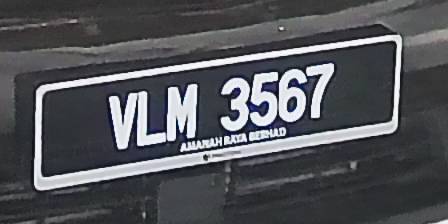 VLM 3567
AMANAH RAYA BERHAD